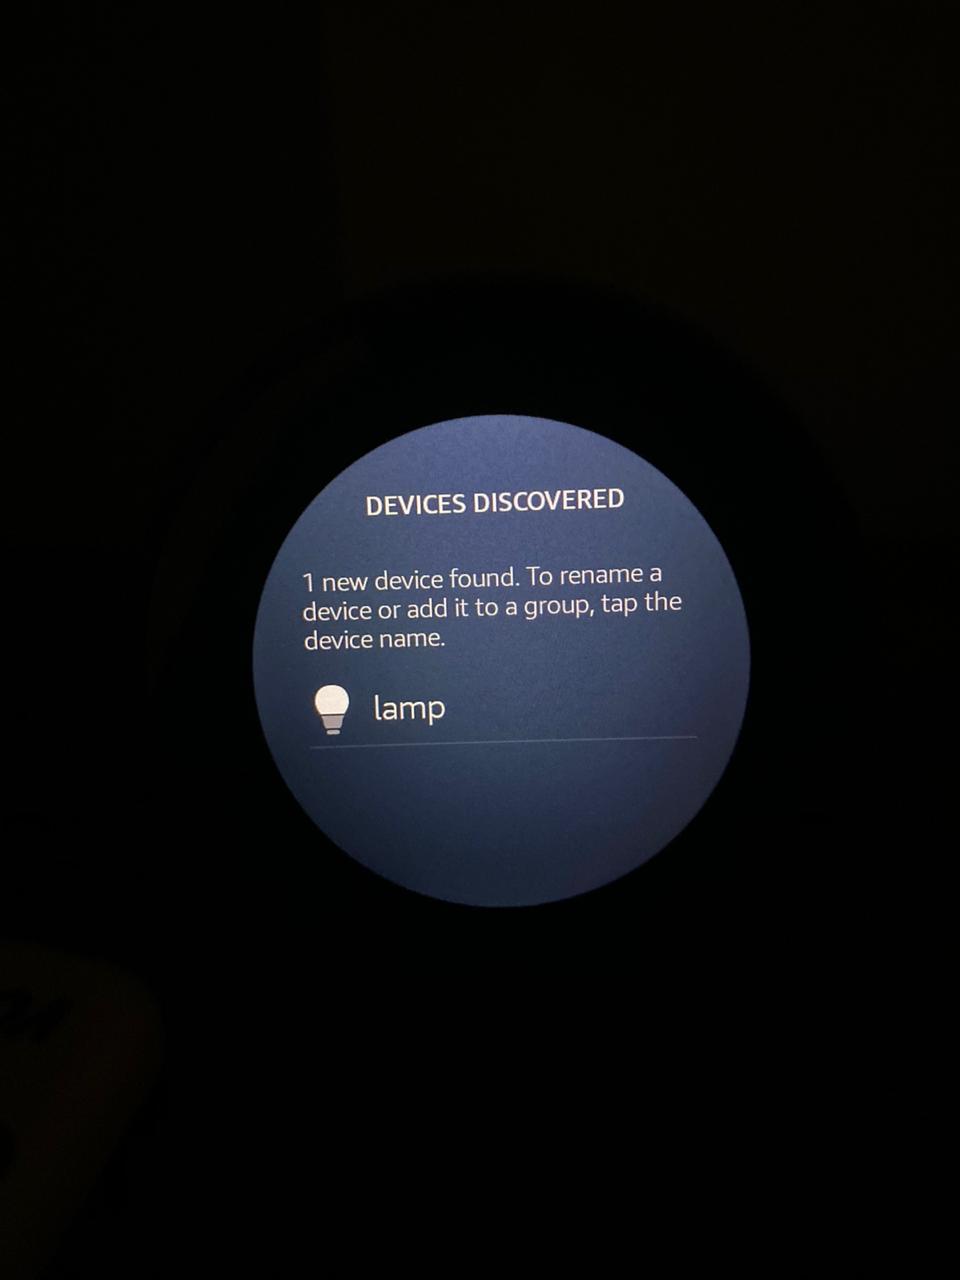 DEVICES DISCOVERED
1 new device found. To rename a
device or add it to a group, tap the
device name.
lamp